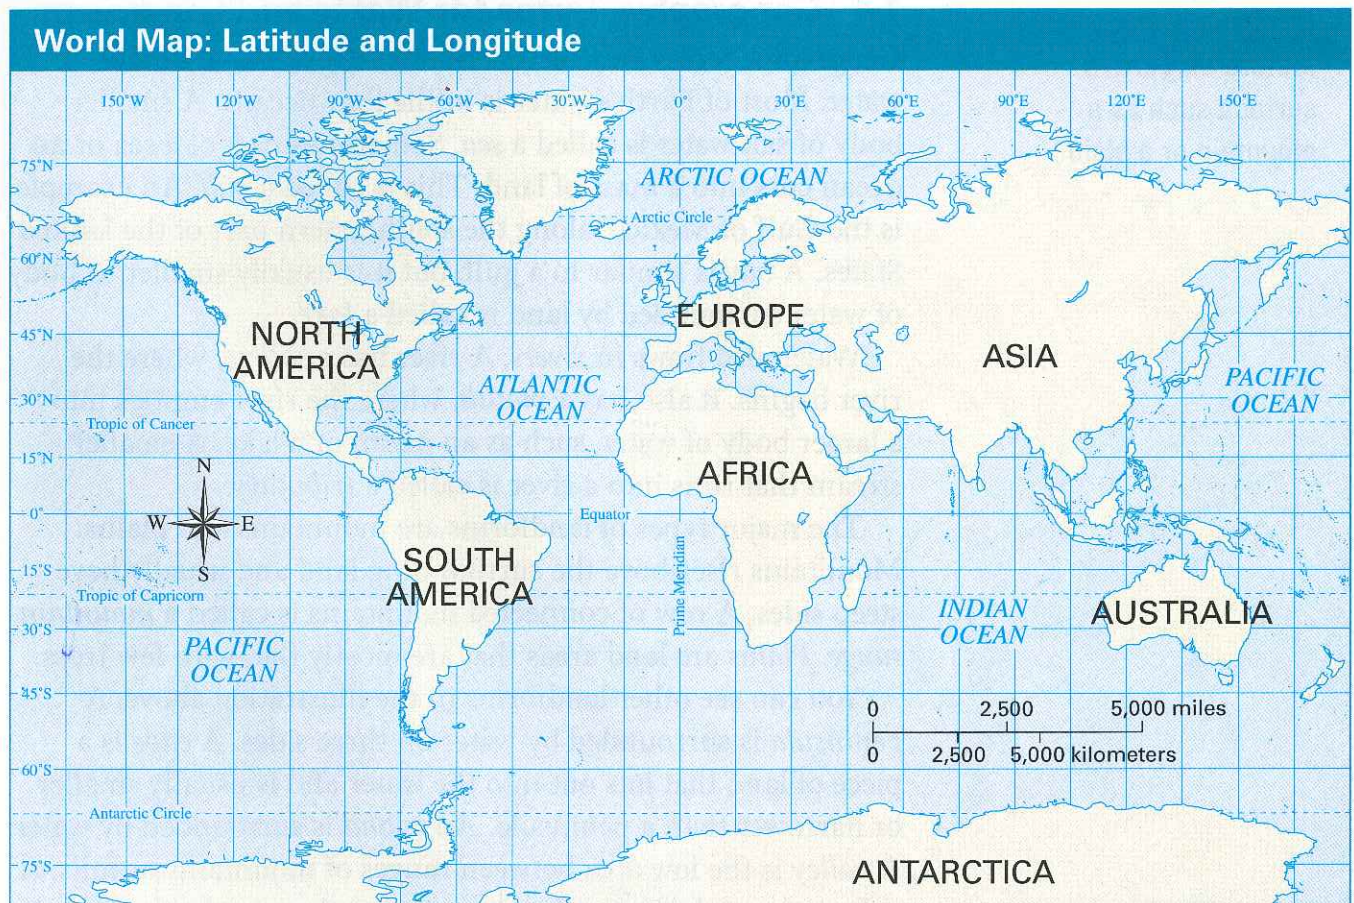 World Map: Latitude and Longitude
150°W 120°W 90°W 60°W 30°W 0° 30°E 60°E 90°E 120°E 150°E
75°N
ARCTIC OCEAN
Arctic Circle
60°N
EUROPE
45°N
NORTH
AMERICA
ASIA
ATLANTIC
OCEAN
PACIFIC
OCEAN
30°N
Tropic of Cancer
15°N
AFRICA
N
W E
S
0°
Equator
Prime Meridian
SOUTH
AMERICA
15°S
Tropic of Capricorn
INDIAN
OCEAN
AUSTRALIA
30°S
PACIFIC
OCEAN
45°S
0 2,500 5,000 miles
0 2,500 5,000 kilometers
60°S
Antarctic Circle
75°S
ANTARCTICA